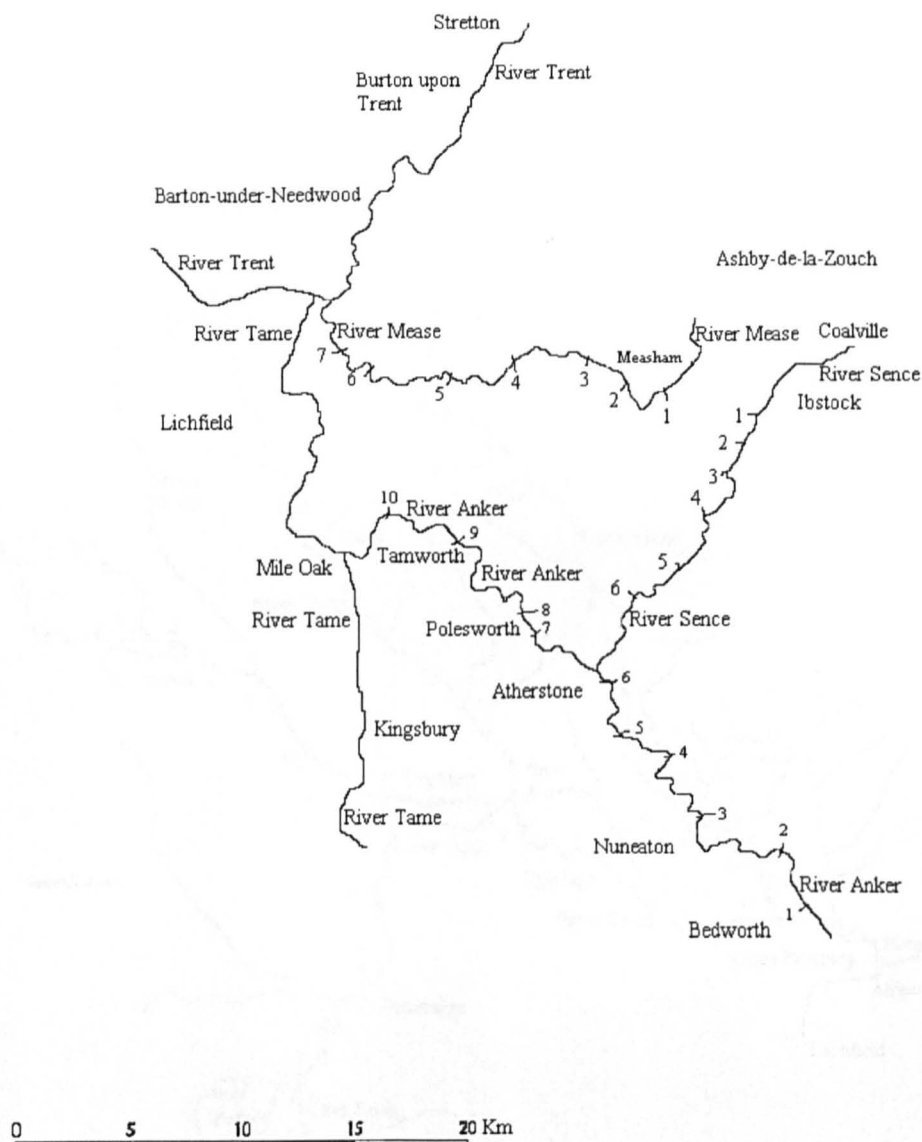 Stretton
River Trent
Burton upon
Trent
Barton-under-Needwood
River Trent
Ashby-de-la-Zouch
River Tame
River Mease
River Mease
Coalville
Measham
River Sence
Ibstock
7
6
5
4
3
2
1
Lichfield
1
2
3
4
5
6
River Sence
10
River Anker
9
Tamworth
Mile Oak
River Anker
River Tame
8
Polesworth
7
Atherstone
6
5
Kingsbury
4
River Tame
3
Nuneaton
2
River Anker
1
Bedworth
0 5 10 15 20 Km